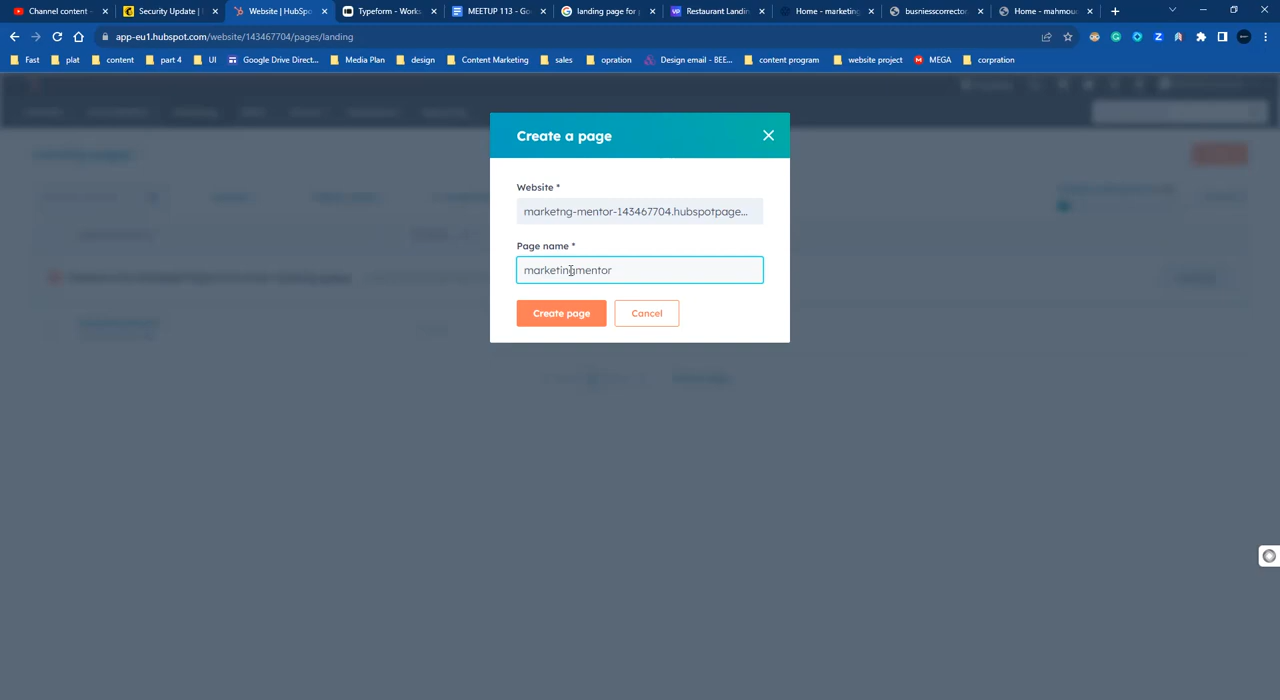 Channel content -
Security Update |
Website | HubSpo
Typeform - Works
MEETUP 113 - Go
landing page for
Restaurant Landin
Home - marketing
busniesscorrector
Home - mahmou
app-eu1.hubspot.com/website/143467704/pages/landing
Fast
plat
content
part 4
UI
Google Drive Direct...
Media Plan
design
Content Marketing
sales
opration
Design email - BEE...
content program
website project
MEGA
corpration
Create a page
Website *
marketng-mentor-143467704.hubspotpage...
Page name *
marketingmentor
Create page
Cancel